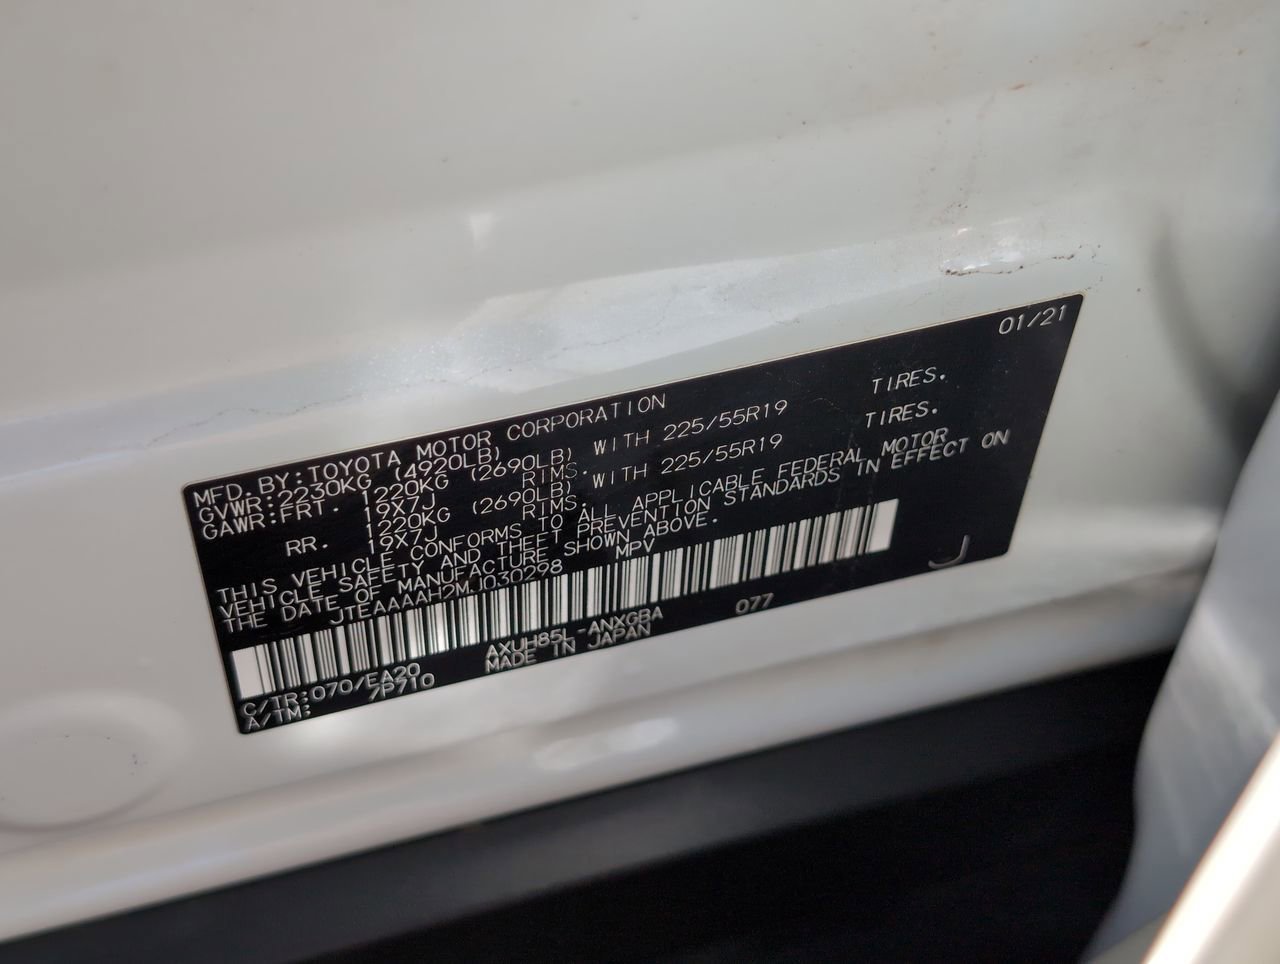 01/21
MFD.BY:TOYOTA MOTOR CORPORATION
GVWR:2230KG (4920LB)
GAWR:FRT. 1220KG (2690LB) WITH 225/55R19 TIRES.
19X7J RIMS.
RR. 1220KG (2690LB) WITH 225/55R19 TIRES.
19X7J RIMS.
THIS VEHICLE CONFORMS TO ALL APPLICABLE FEDERAL MOTOR
VEHICLE SAFETY AND THEFT PREVENTION STANDARDS IN EFFECT ON
THE DATE OF MANUFACTURE SHOWN ABOVE.
JTEAAAAH2MJ030298 MPV
C/TR:070/EA20 AXUH85L-ANXGBA 077
A/TM: 7P710 MADE IN JAPAN
J